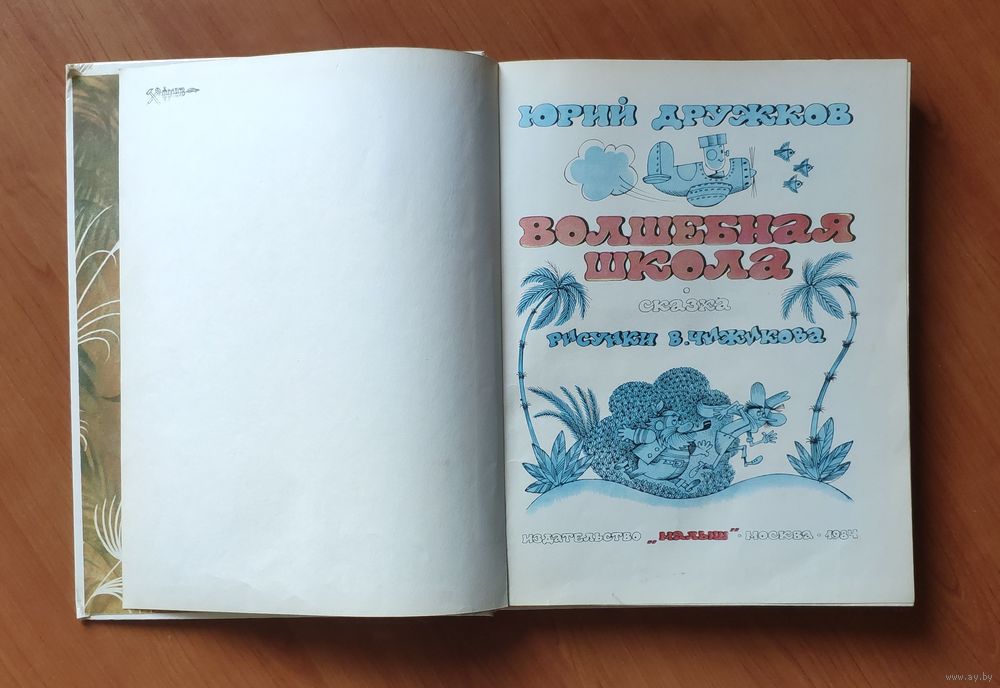 ЮРИЙ ДРУЖКОВ
ВОЛШЕБНАЯ
ШКОЛА
СКАЗКА
РИСУНКИ В.ЧИЖИКОВА
ИЗДАТЕЛЬСТВО „МАЛЫШ“·МОСКВА·1984
www.ay.by